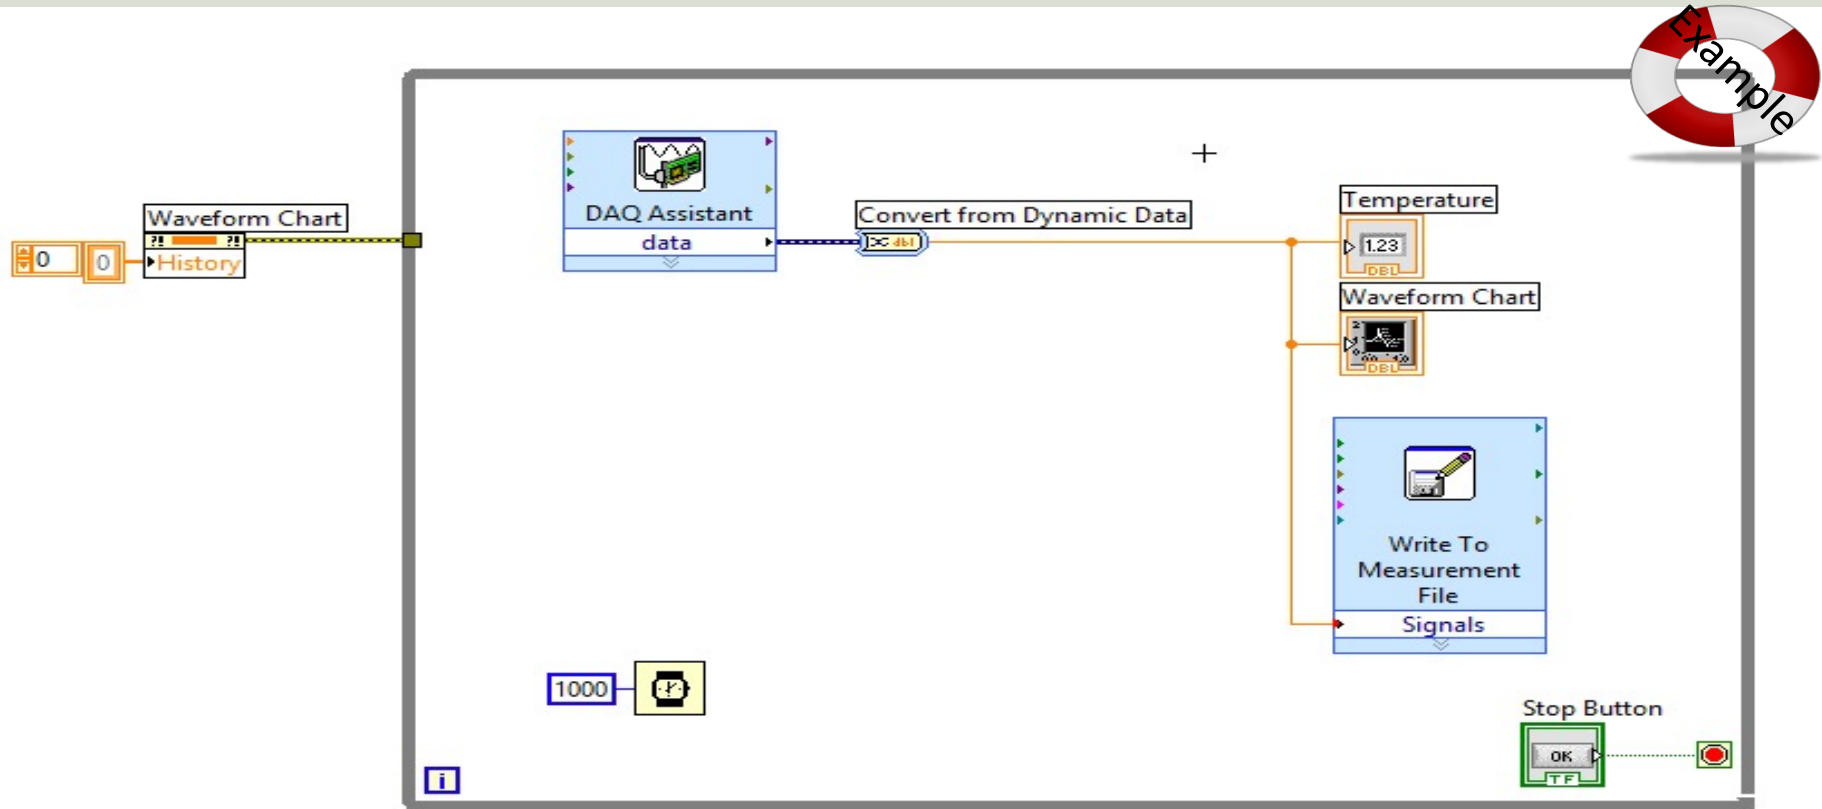 Example
Waveform Chart
?! ?!
0
0
History
DAQ Assistant
data
Convert from Dynamic Data
dbl
Temperature
1.23
DBL
Waveform Chart
DBL
Write To
Measurement
File
Signals
1000
Stop Button
OK
TF
i